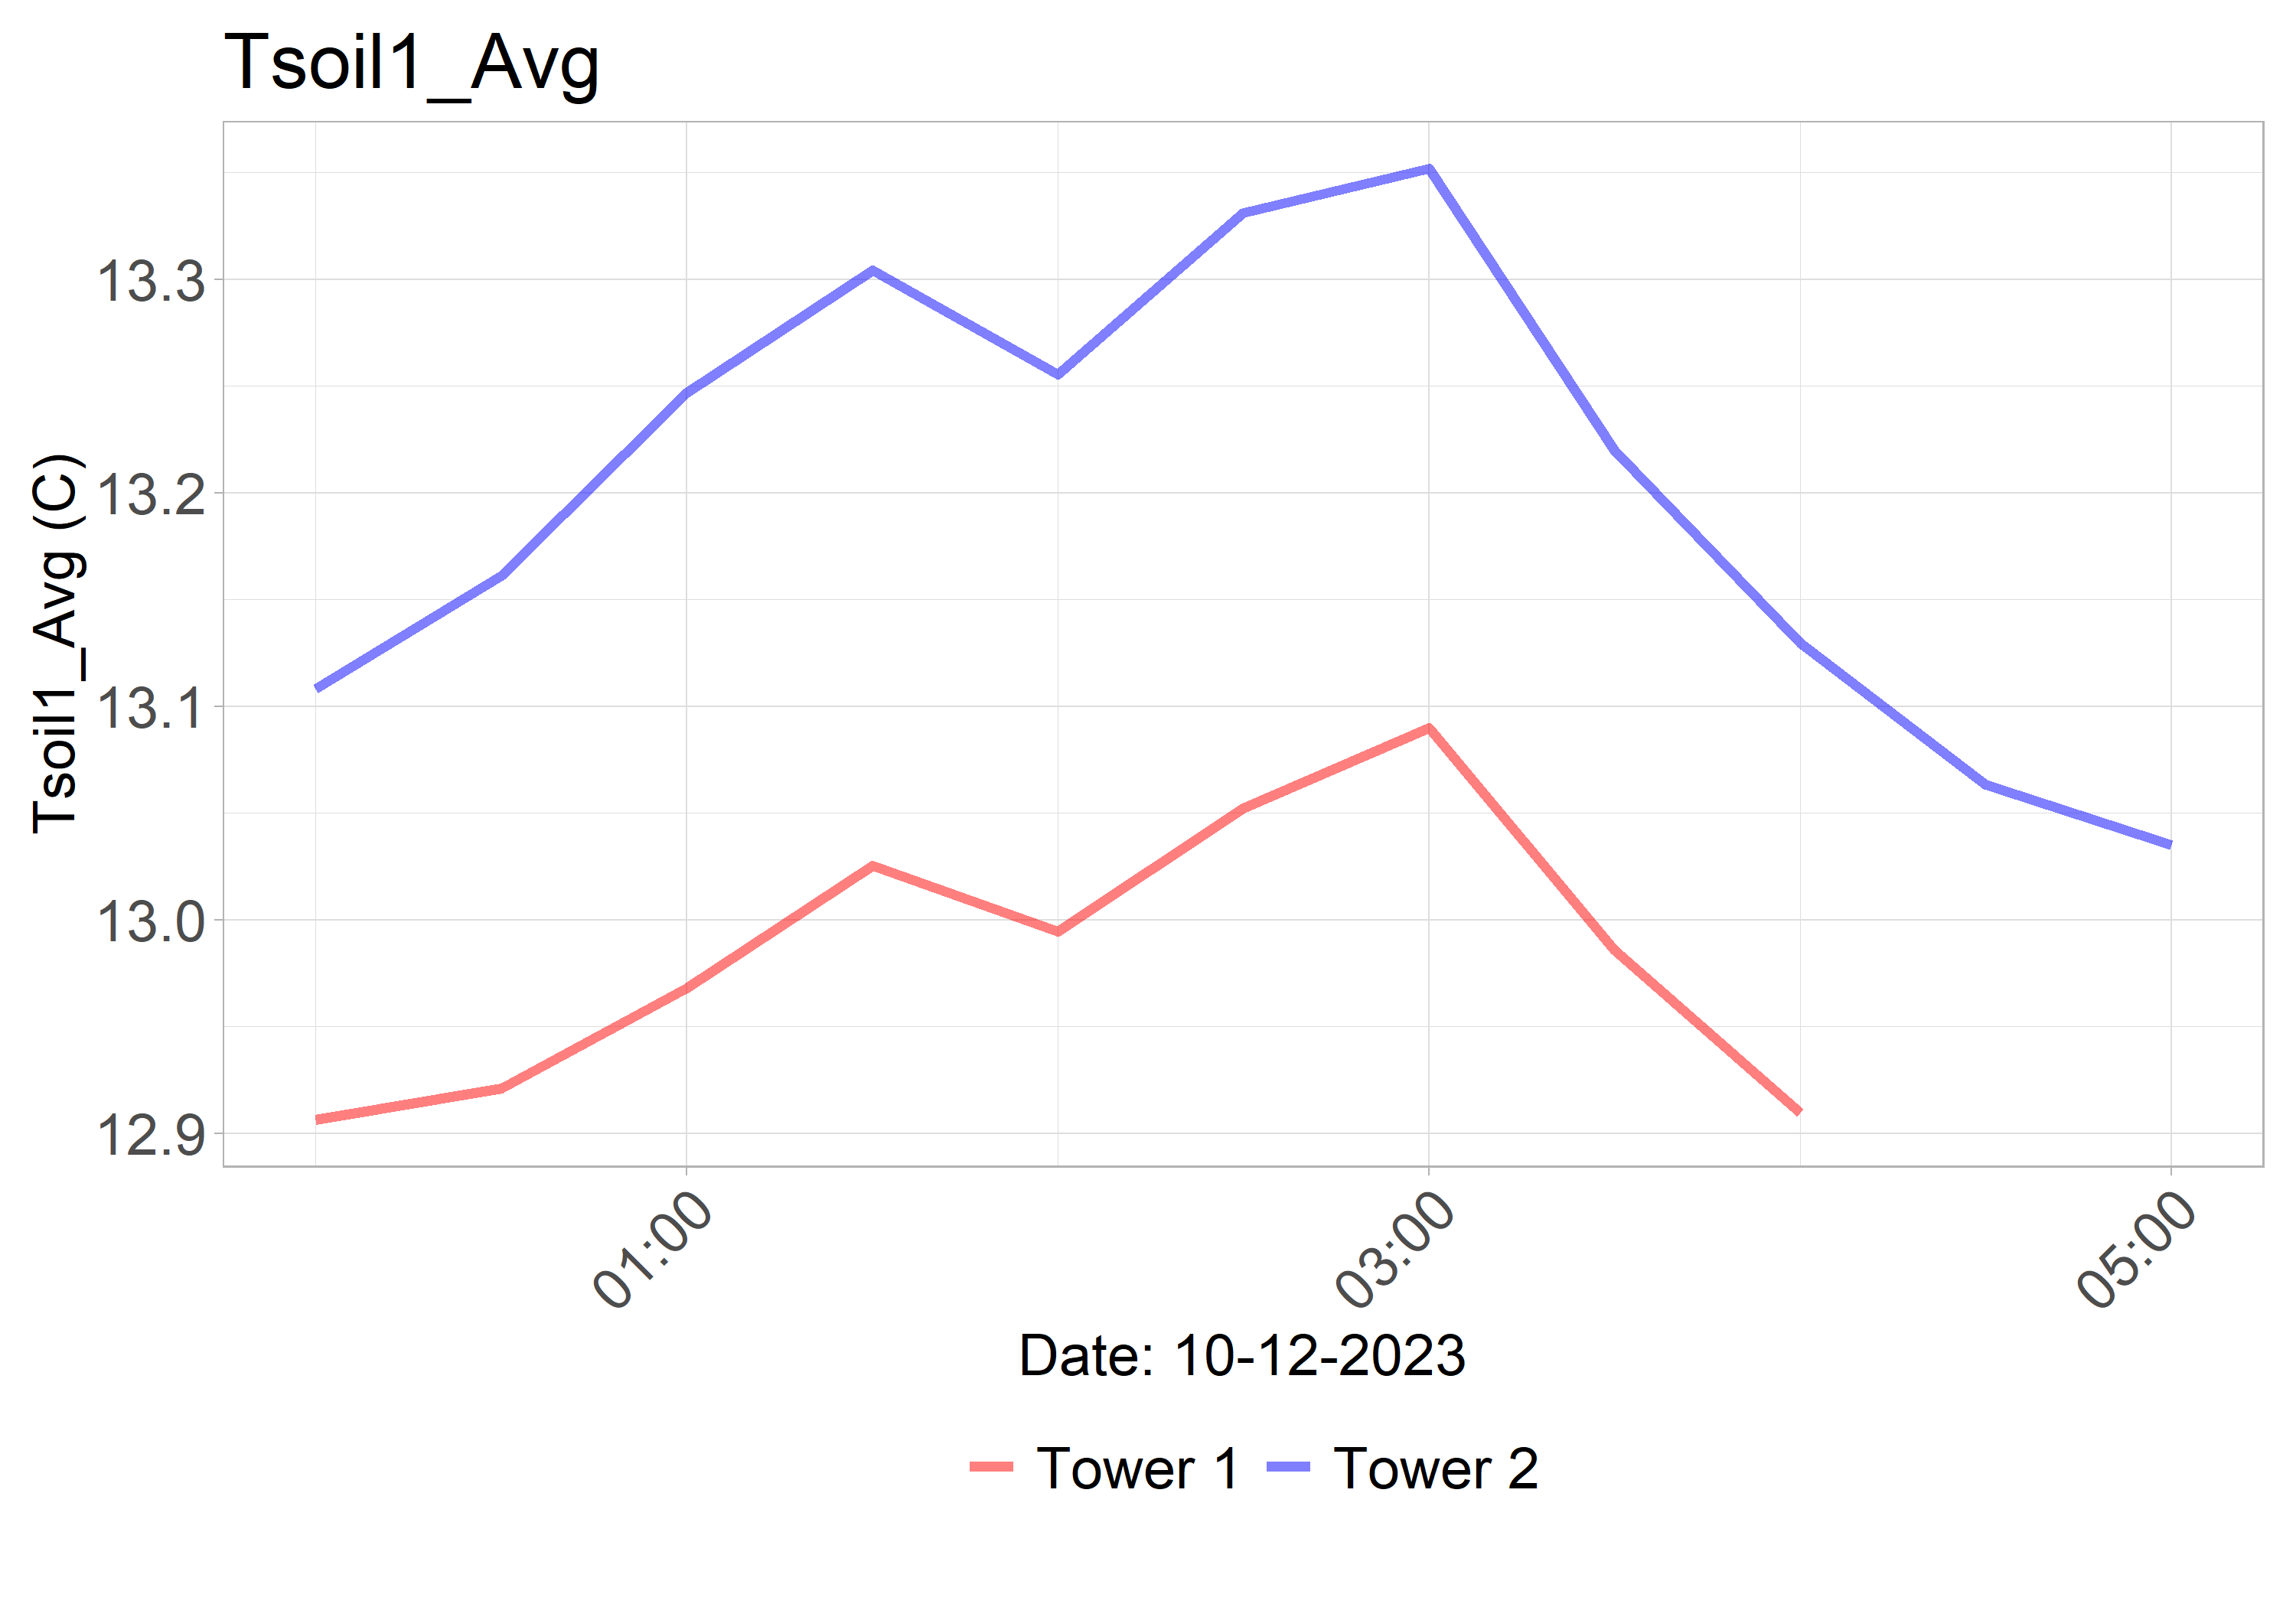 Tsoil1_Avg
Tsoil1_Avg (C)
13.3
13.2
13.1
13.0
12.9
01:00
03:00
05:00
Date: 10-12-2023
Tower 1
Tower 2